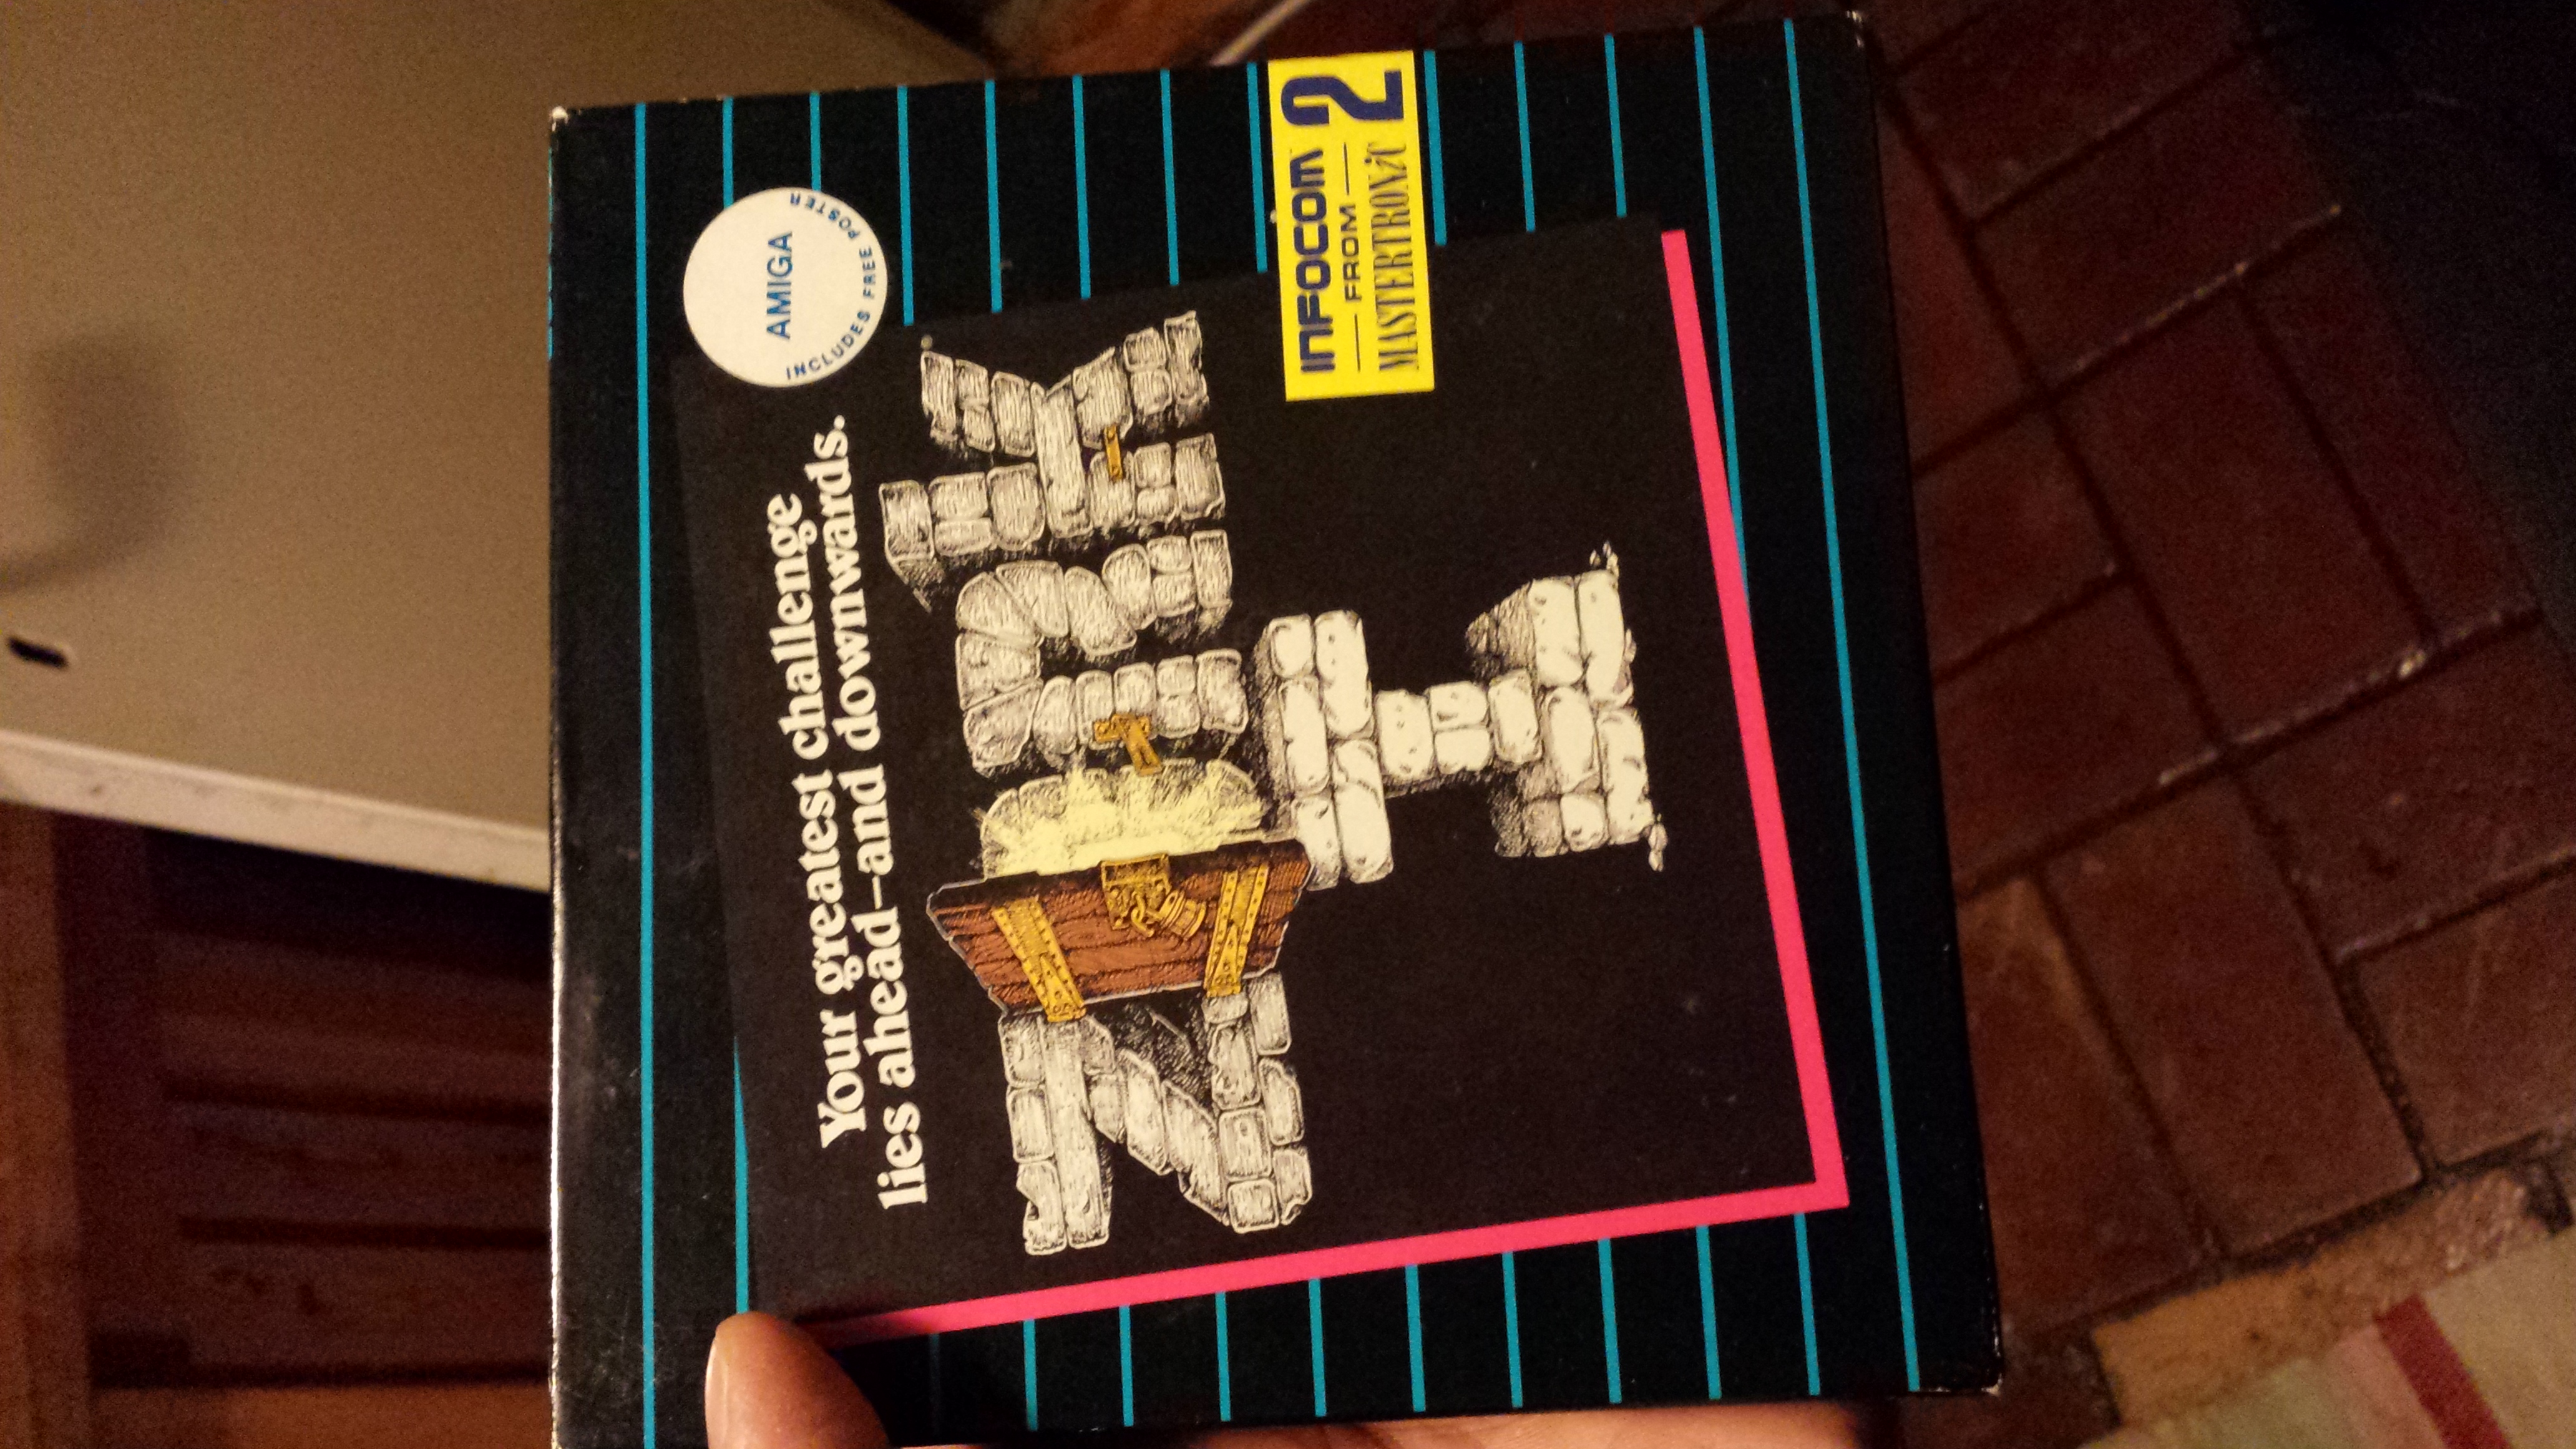 AMIGA
INCLUDES FREE POSTER
Your greatest challenge
lies ahead–and downwards.
ZORK
I
INFOCOM
FROM
MASTERTRONIC
2